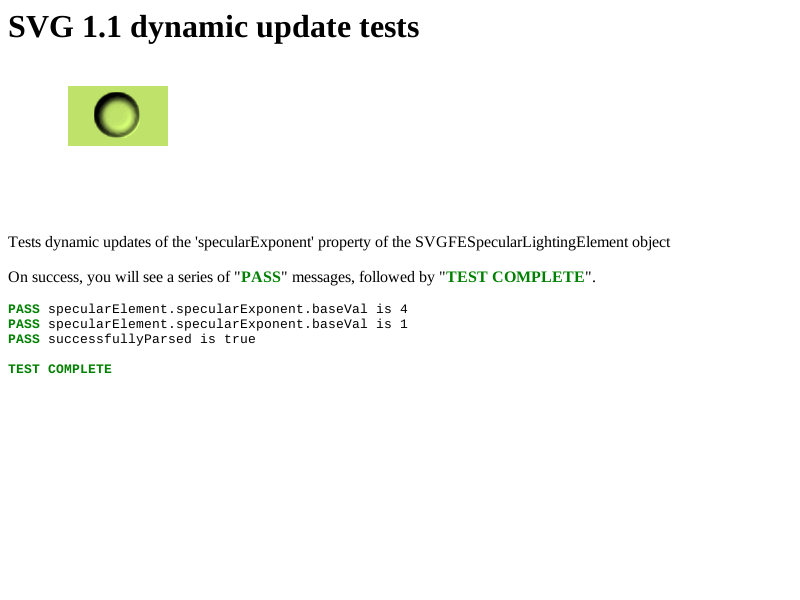 SVG 1.1 dynamic update tests
Tests dynamic updates of the 'specularExponent' property of the SVGFESpecularLightingElement object
On success, you will see a series of "PASS" messages, followed by "TEST COMPLETE".
PASS specularElement.specularExponent.baseVal is 4
PASS specularElement.specularExponent.baseVal is 1
PASS successfullyParsed is true
TEST COMPLETE